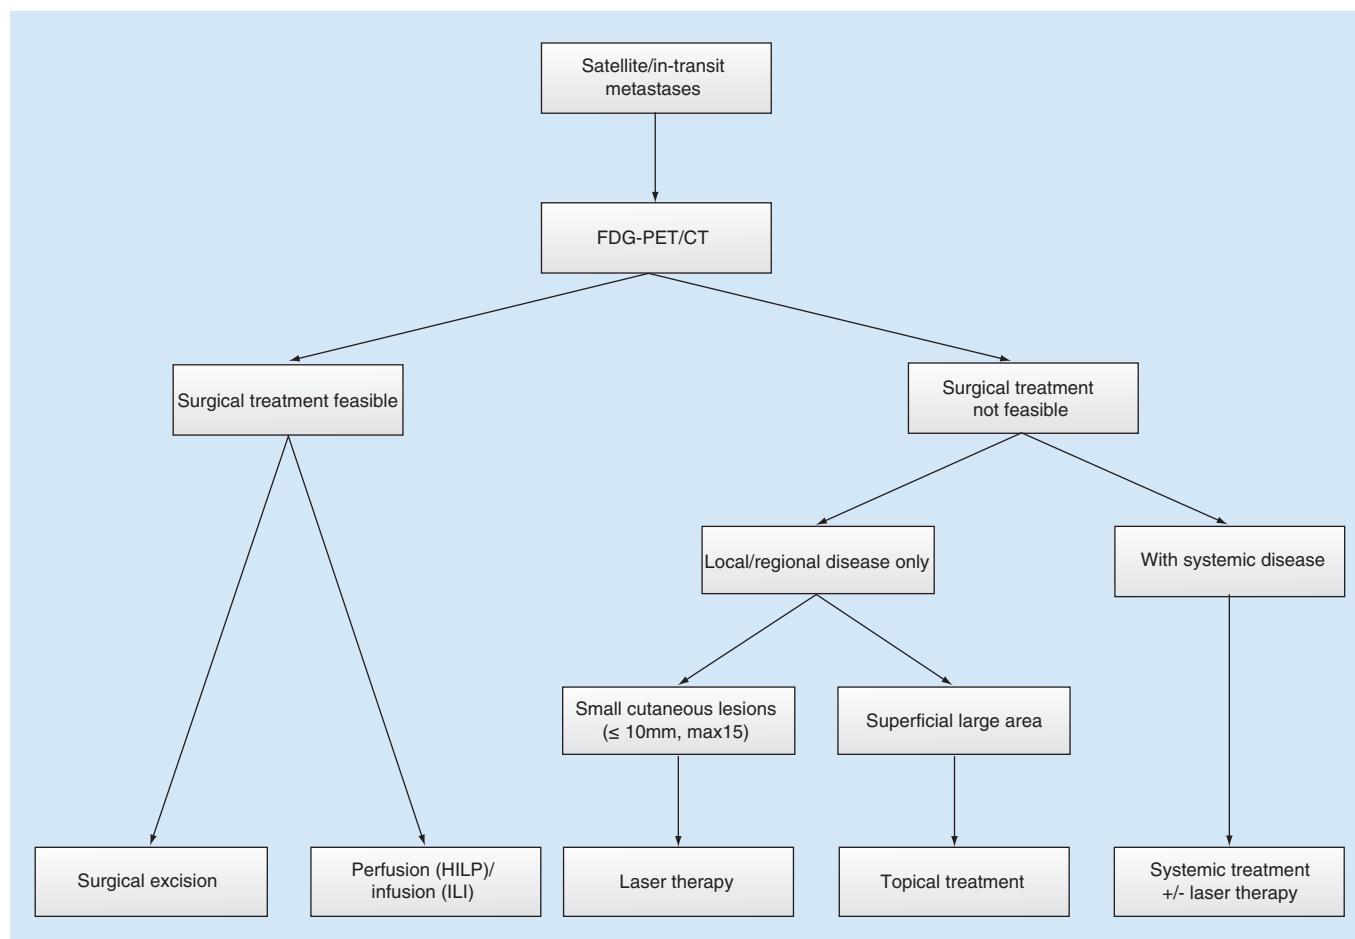 Satellite/in-transit
metastases
FDG-PET/CT
Surgical treatment feasible
Surgical treatment
not feasible
Local/regional disease only
With systemic disease
Small cutaneous lesions
(≤ 10mm, max15)
Superficial large area
Surgical excision
Perfusion (HILP)/
infusion (ILI)
Laser therapy
Topical treatment
Systemic treatment
+/- laser therapy